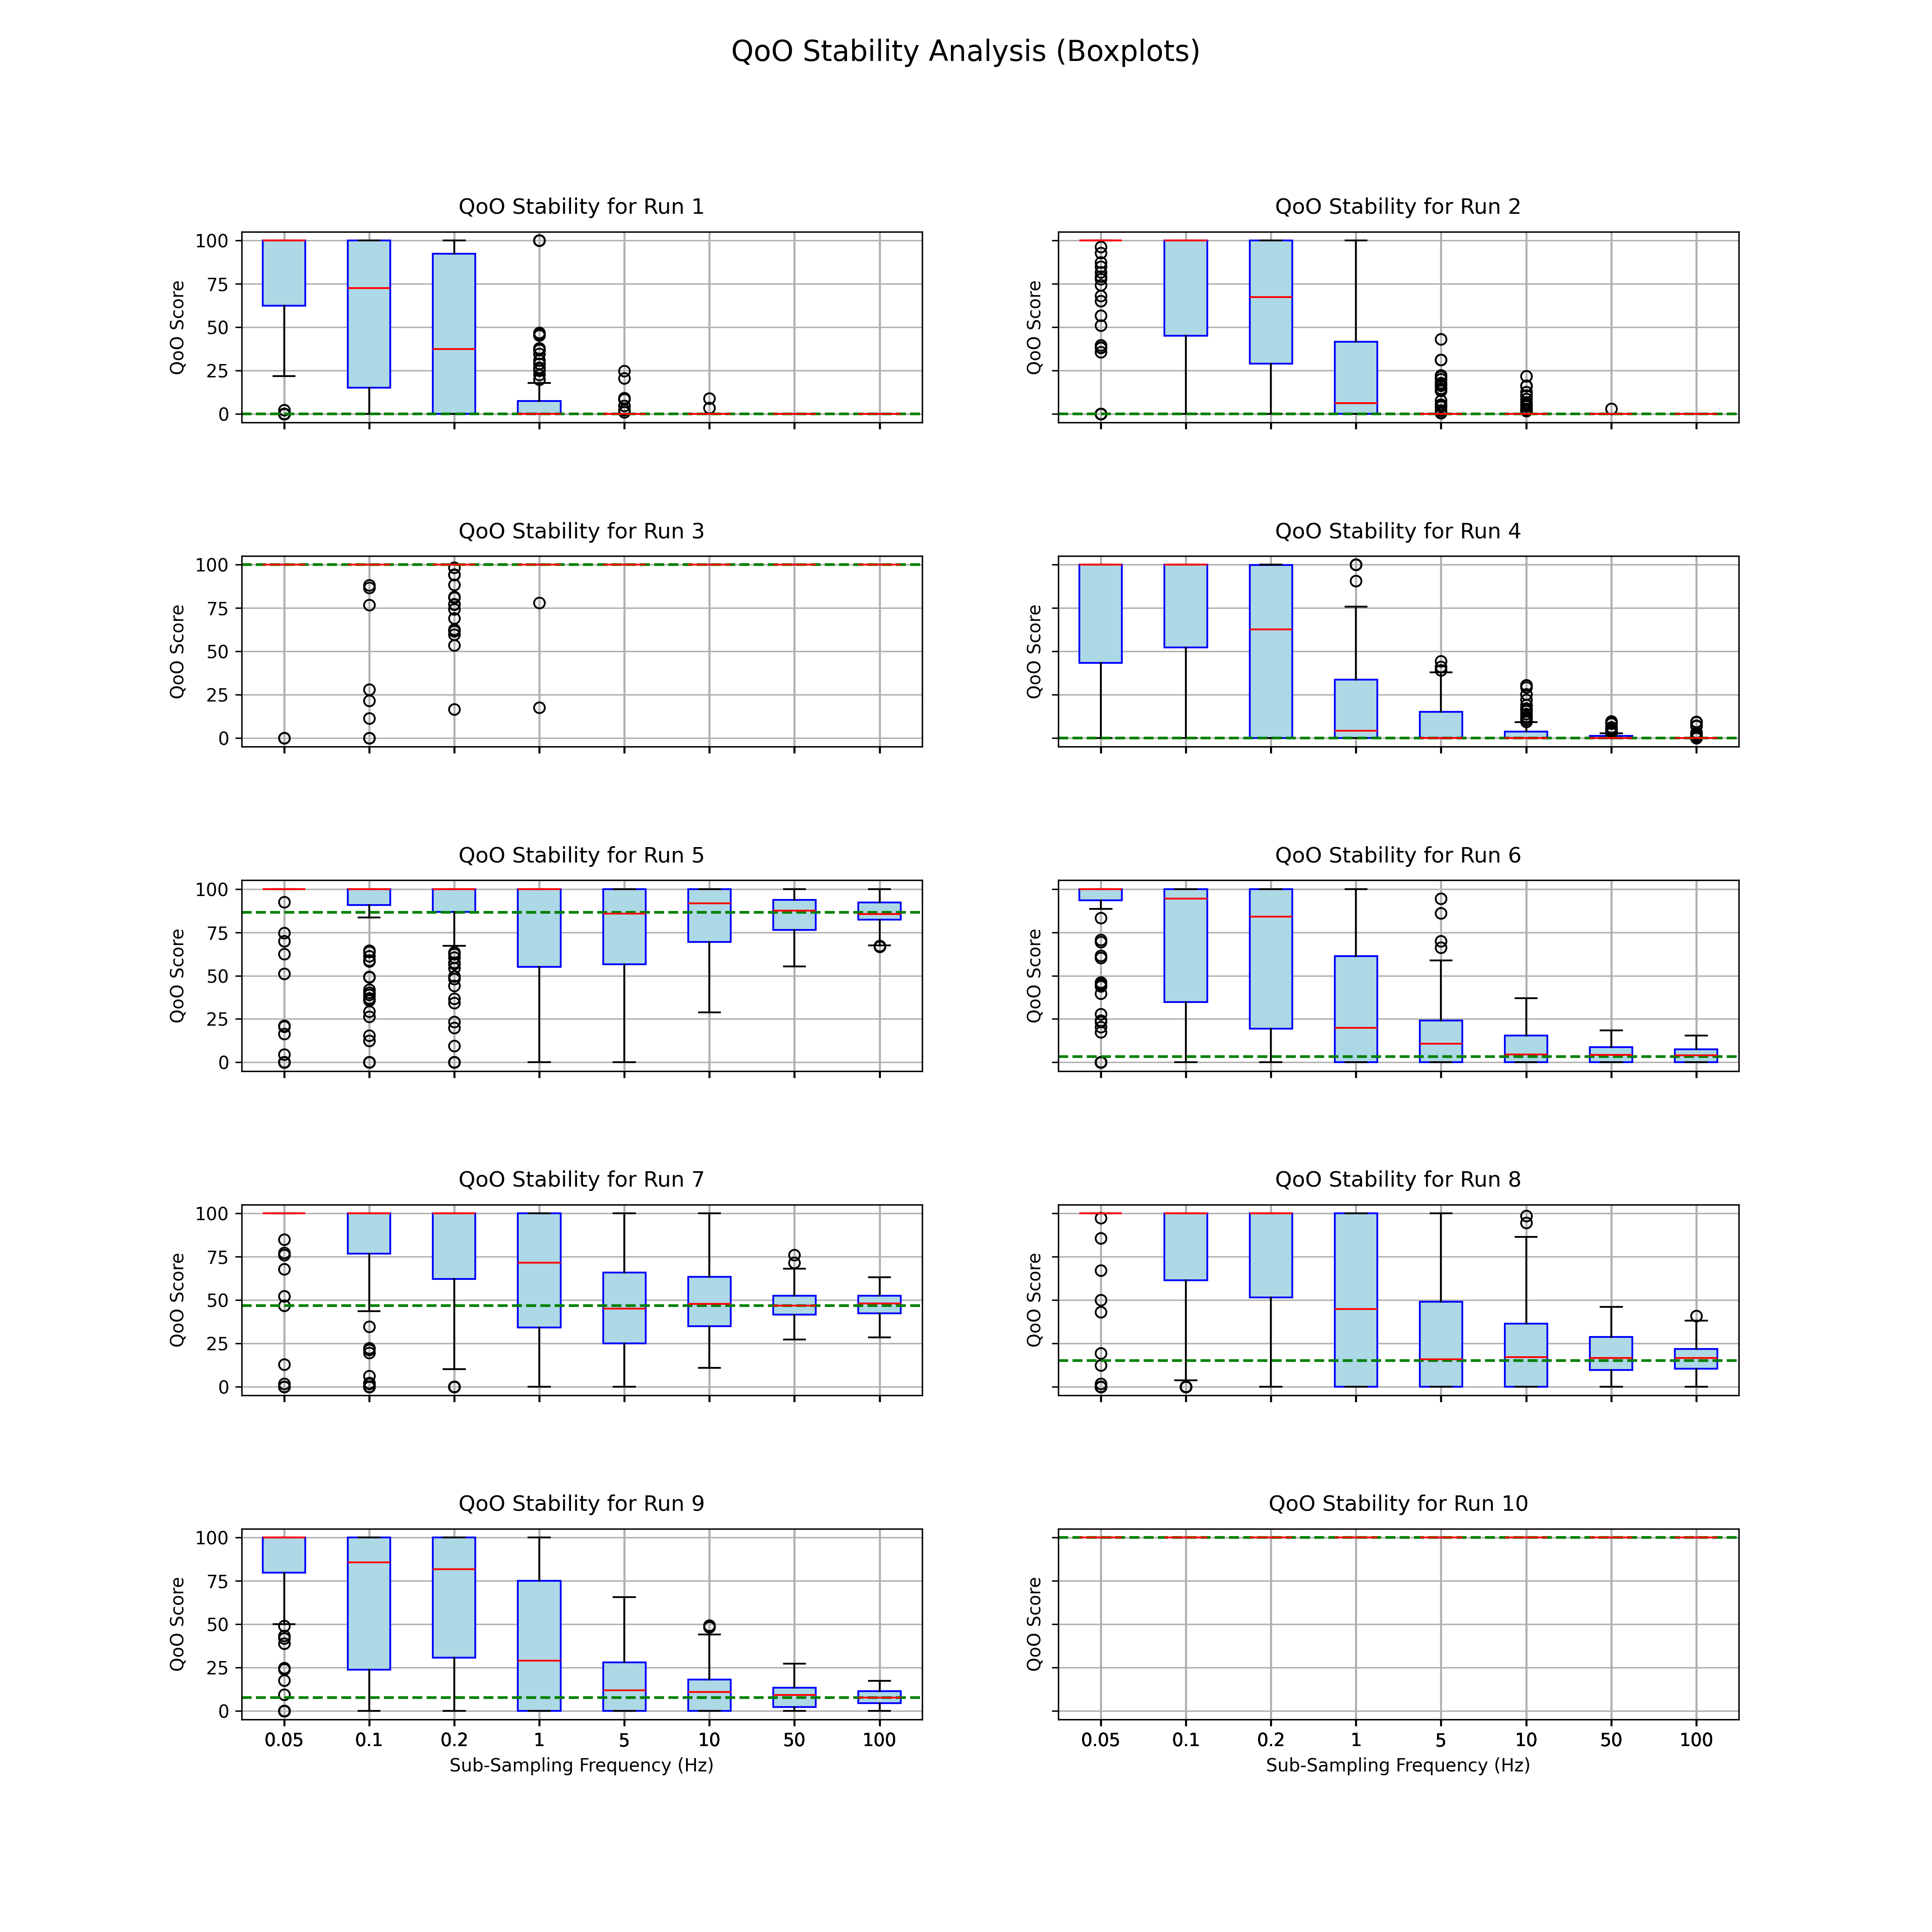 QoO Stability Analysis (Boxplots)
QoO Stability for Run 1
QoO Score
100
75
50
25
0
QoO Stability for Run 2
QoO Score
QoO Stability for Run 3
QoO Score
100
75
50
25
0
QoO Stability for Run 4
QoO Score
QoO Stability for Run 5
QoO Score
100
75
50
25
0
QoO Stability for Run 6
QoO Score
QoO Stability for Run 7
QoO Score
100
75
50
25
0
QoO Stability for Run 8
QoO Score
QoO Stability for Run 9
QoO Score
100
75
50
25
0
0.05 0.1 0.2 1 5 10 50 100
Sub-Sampling Frequency (Hz)
QoO Stability for Run 10
QoO Score
0.05 0.1 0.2 1 5 10 50 100
Sub-Sampling Frequency (Hz)